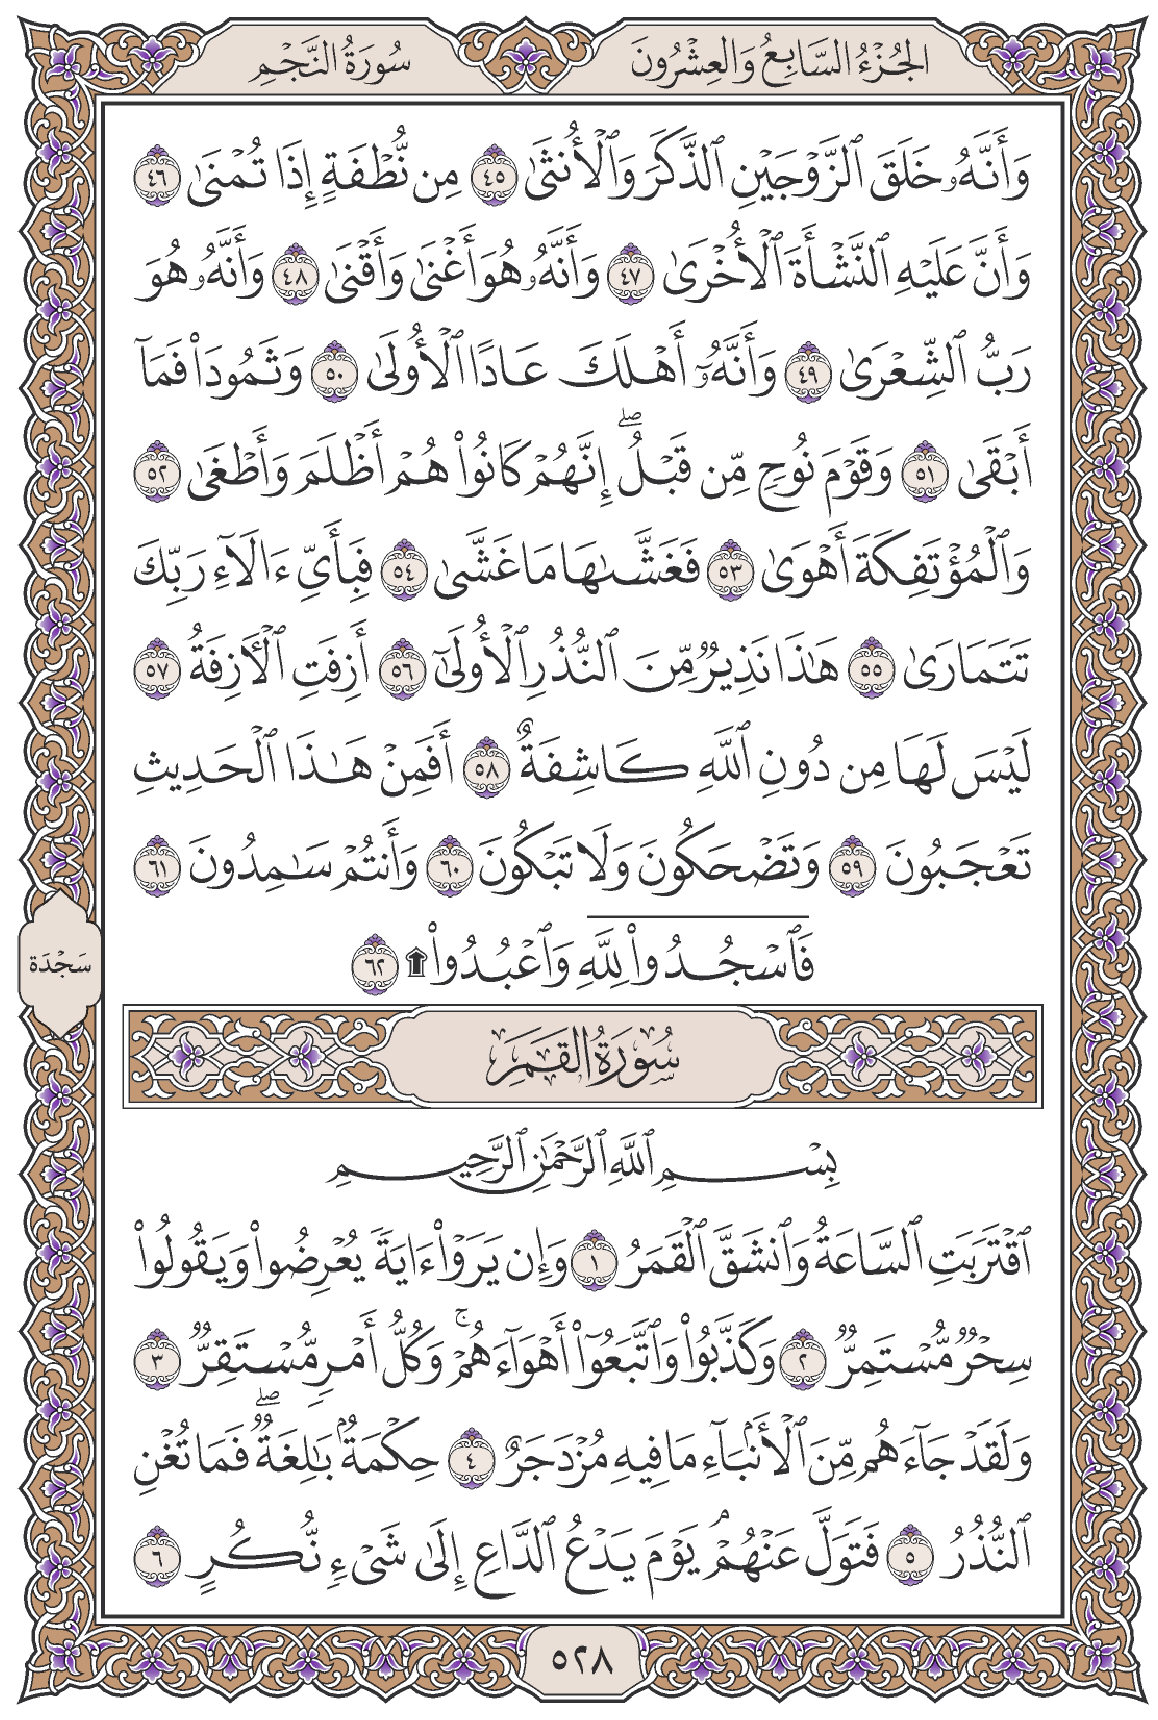 الجُزْءُ السَّابِعُ وَالعِشْرُونَ
سُورَةُ النَّجْمِ
وَأَنَّهُۥ خَلَقَ ٱلزَّوۡجَيۡنِ ٱلذَّكَرَ وَٱلۡأُنثَىٰ ٤٥ مِن نُّطۡفَةٍ إِذَا تُمۡنَىٰ ٤٦
وَأَنَّ عَلَيۡهِ ٱلنَّشۡأَةَ ٱلۡأُخۡرَىٰ ٤٧ وَأَنَّهُۥ هُوَ أَغۡنَىٰ وَأَقۡنَىٰ ٤٨ وَأَنَّهُۥ هُوَ
رَبُّ ٱلشِّعۡرَىٰ ٤٩ وَأَنَّهُۥٓ أَهۡلَكَ عَادًا ٱلۡأُولَىٰ ٥٠ وَثَمُودَاْ فَمَآ
أَبۡقَىٰ ٥١ وَقَوۡمَ نُوحٖ مِّن قَبۡلُۖ إِنَّهُمۡ كَانُواْ هُمۡ أَظۡلَمَ وَأَطۡغَىٰ ٥٢
وَٱلۡمُؤۡتَفِكَةَ أَهۡوَىٰ ٥٣ فَغَشَّىٰهَا مَا غَشَّىٰ ٥٤ فَبِأَيِّ ءَالَآءِ رَبِّكَ
تَتَمَارَىٰ ٥٥ هَٰذَا نَذِيرٞ مِّنَ ٱلنُّذُرِ ٱلۡأُولَىٰٓ ٥٦ أَزِفَتِ ٱلۡأٓزِفَةُ ٥٧
لَيۡسَ لَهَا مِن دُونِ ٱللَّهِ كَاشِفَةٌ ٥٨ أَفَمِنۡ هَٰذَا ٱلۡحَدِيثِ
تَعۡجَبُونَ ٥٩ وَتَضۡحَكُونَ وَلَا تَبۡكُونَ ٦٠ وَأَنتُمۡ سَٰمِدُونَ ٦١
فَٱسۡجُدُواْۤ لِلَّهِۤ وَٱعۡبُدُواْ۩ ٦٢
سَجْدَة
سُورَةُ القَمَرِ
بِسۡمِ ٱللَّهِ ٱلرَّحۡمَٰنِ ٱلرَّحِيمِ
ٱقۡتَرَبَتِ ٱلسَّاعَةُ وَٱنشَقَّ ٱلۡقَمَرُ ١ وَإِن يَرَوۡاْ ءَايَةٗ يُعۡرِضُواْ وَيَقُولُواْ
سِحۡرٞ مُّسۡتَمِرّٞ ٢ وَكَذَّبُواْ وَٱتَّبَعُوٓاْ أَهۡوَآءَهُمۡۚ وَكُلُّ أَمۡرٖ مُّسۡتَقِرّٞ ٣
وَلَقَدۡ جَآءَهُم مِّنَ ٱلۡأَنۢبَآءِ مَا فِيهِ مُزۡدَجَرٌ ٤ حِكۡمَةُۢ بَٰلِغَةٞۖ فَمَا تُغۡنِ
ٱلنُّذُرُ ٥ فَتَوَلَّ عَنۡهُمۡۘ يَوۡمَ يَدۡعُ ٱلدَّاعِ إِلَىٰ شَيۡءٖ نُّكُرٍ ٦
٥٢٨